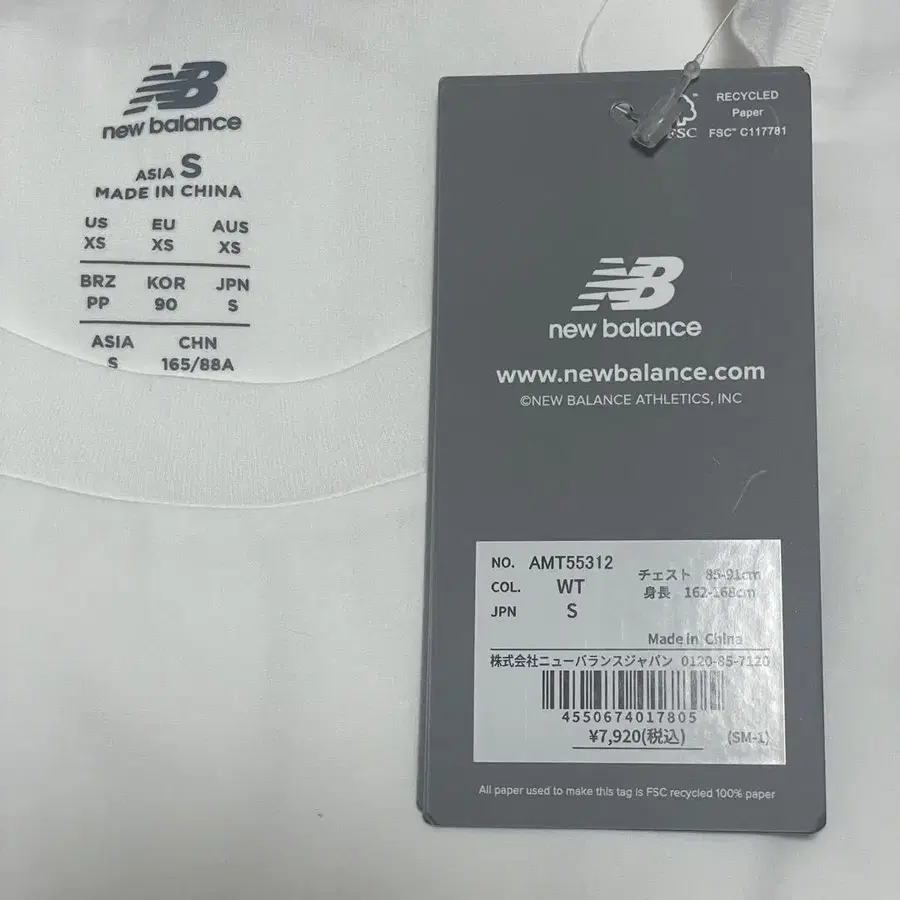 NB
new balance
ASIA S
MADE IN CHINA
US EU AUS
XS XS XS
BRZ KOR JPN
PP 90 S
ASIA CHN
S 165/88A
FSC
RECYCLED
Paper
FSC™ C117781
NB
new balance
www.newbalance.com
©NEW BALANCE ATHLETICS, INC
NO. AMT55312
COL. WT
JPN S
チェスト 85-91cm
身長 162-168cm
Made in China
株式会社ニューバランスジャパン 0120-85-7120
4550674017805
¥7,920(税込) (SM-1)
All paper used to make this tag is FSC recycled 100% paper